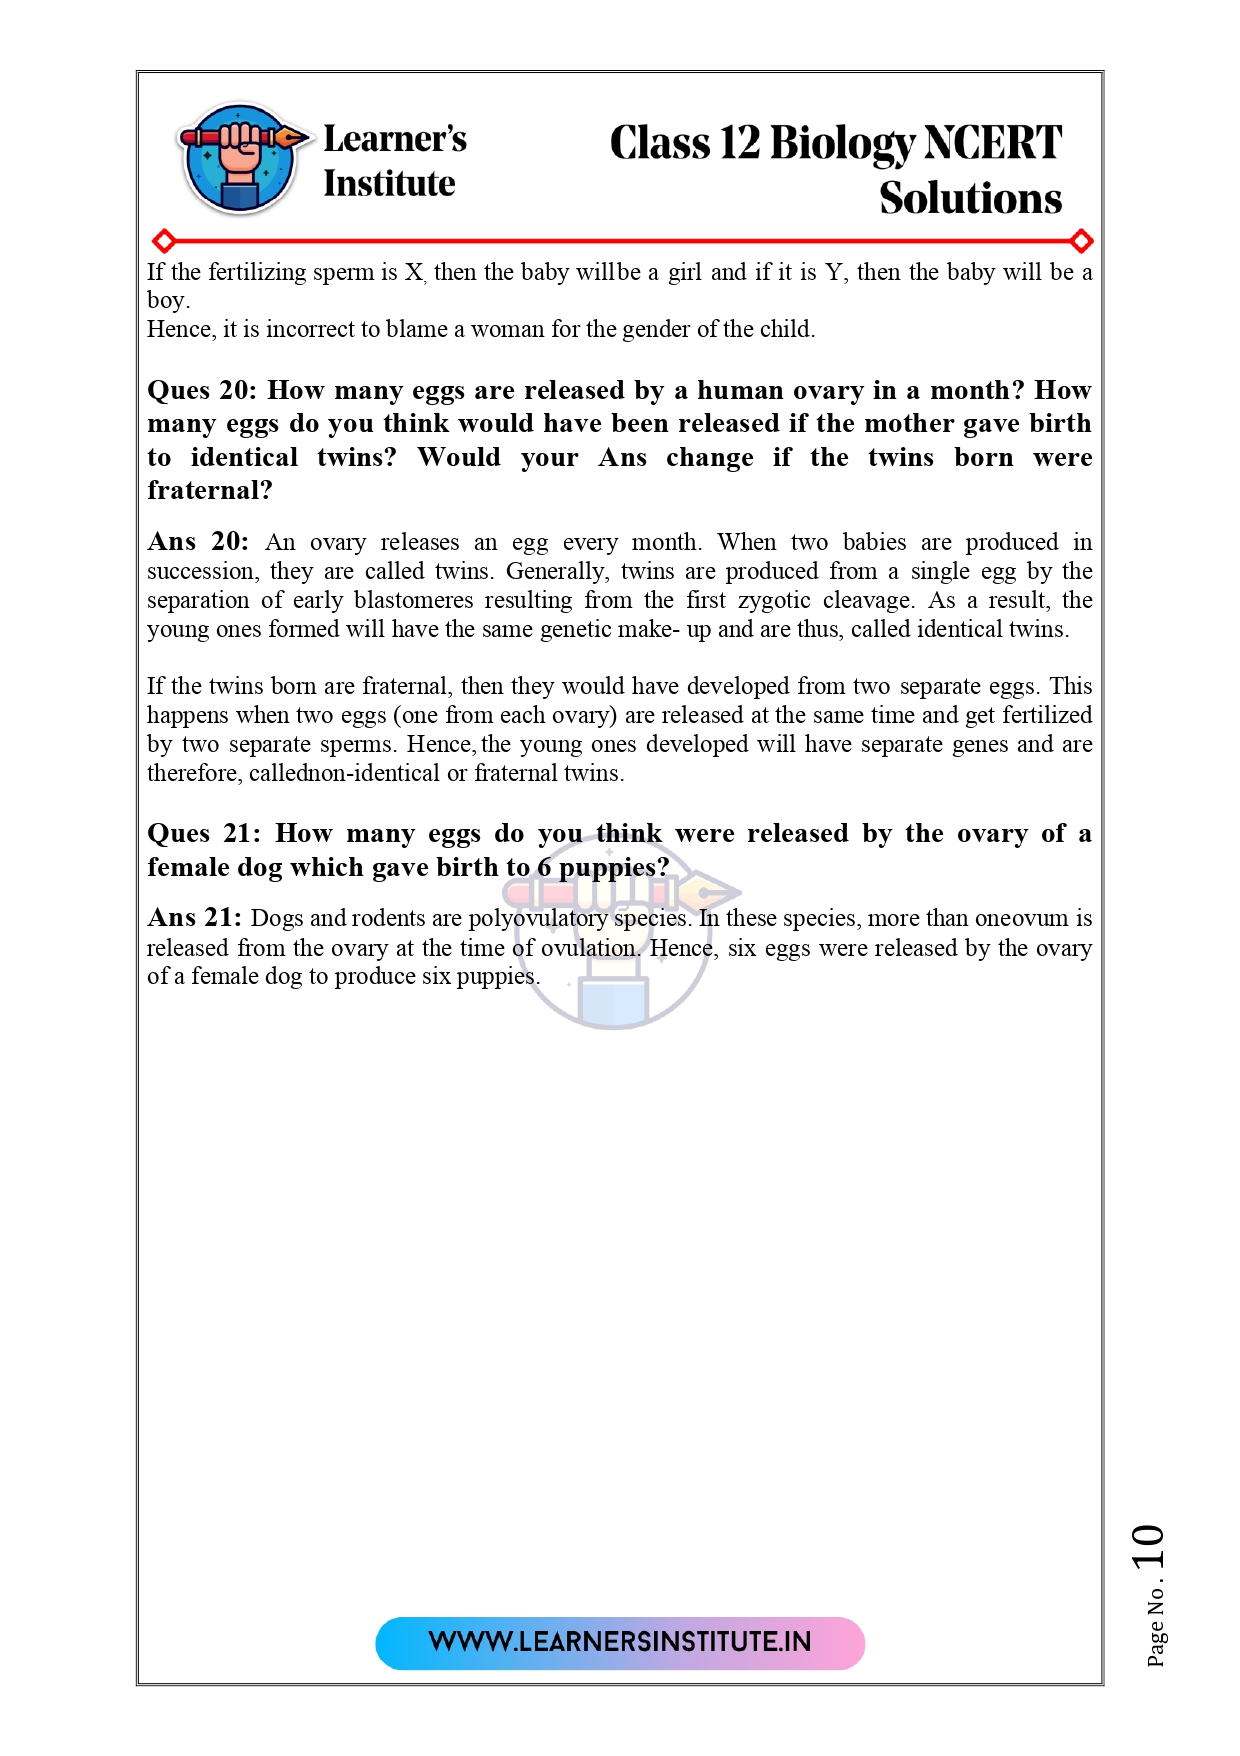 Learner's
Institute
Class 12 Biology NCERT
Solutions
If the fertilizing sperm is X, then the baby willbe a girl and if it is Y, then the baby will be a
boy.
Hence, it is incorrect to blame a woman for the gender of the child.
Ques 20: How many eggs are released by a human ovary in a month? How
many eggs do you think would have been released if the mother gave birth
to identical twins? Would your Ans change if the twins born were
fraternal?
Ans 20: An ovary releases an egg every month. When two babies are produced in
succession, they are called twins. Generally, twins are produced from a single egg by the
separation of early blastomeres resulting from the first zygotic cleavage. As a result, the
young ones formed will have the same genetic make- up and are thus, called identical twins.
If the twins born are fraternal, then they would have developed from two separate eggs. This
happens when two eggs (one from each ovary) are released at the same time and get fertilized
by two separate sperms. Hence, the young ones developed will have separate genes and are
therefore, callednon-identical or fraternal twins.
Ques 21: How many eggs do you think were released by the ovary of a
female dog which gave birth to 6 puppies?
Ans 21: Dogs and rodents are polyovulatory species. In these species, more than oneovum is
released from the ovary at the time of ovulation. Hence, six eggs were released by the ovary
of a female dog to produce six puppies.
Page No. 10
WWW.LEARNERSINSTITUTE.IN